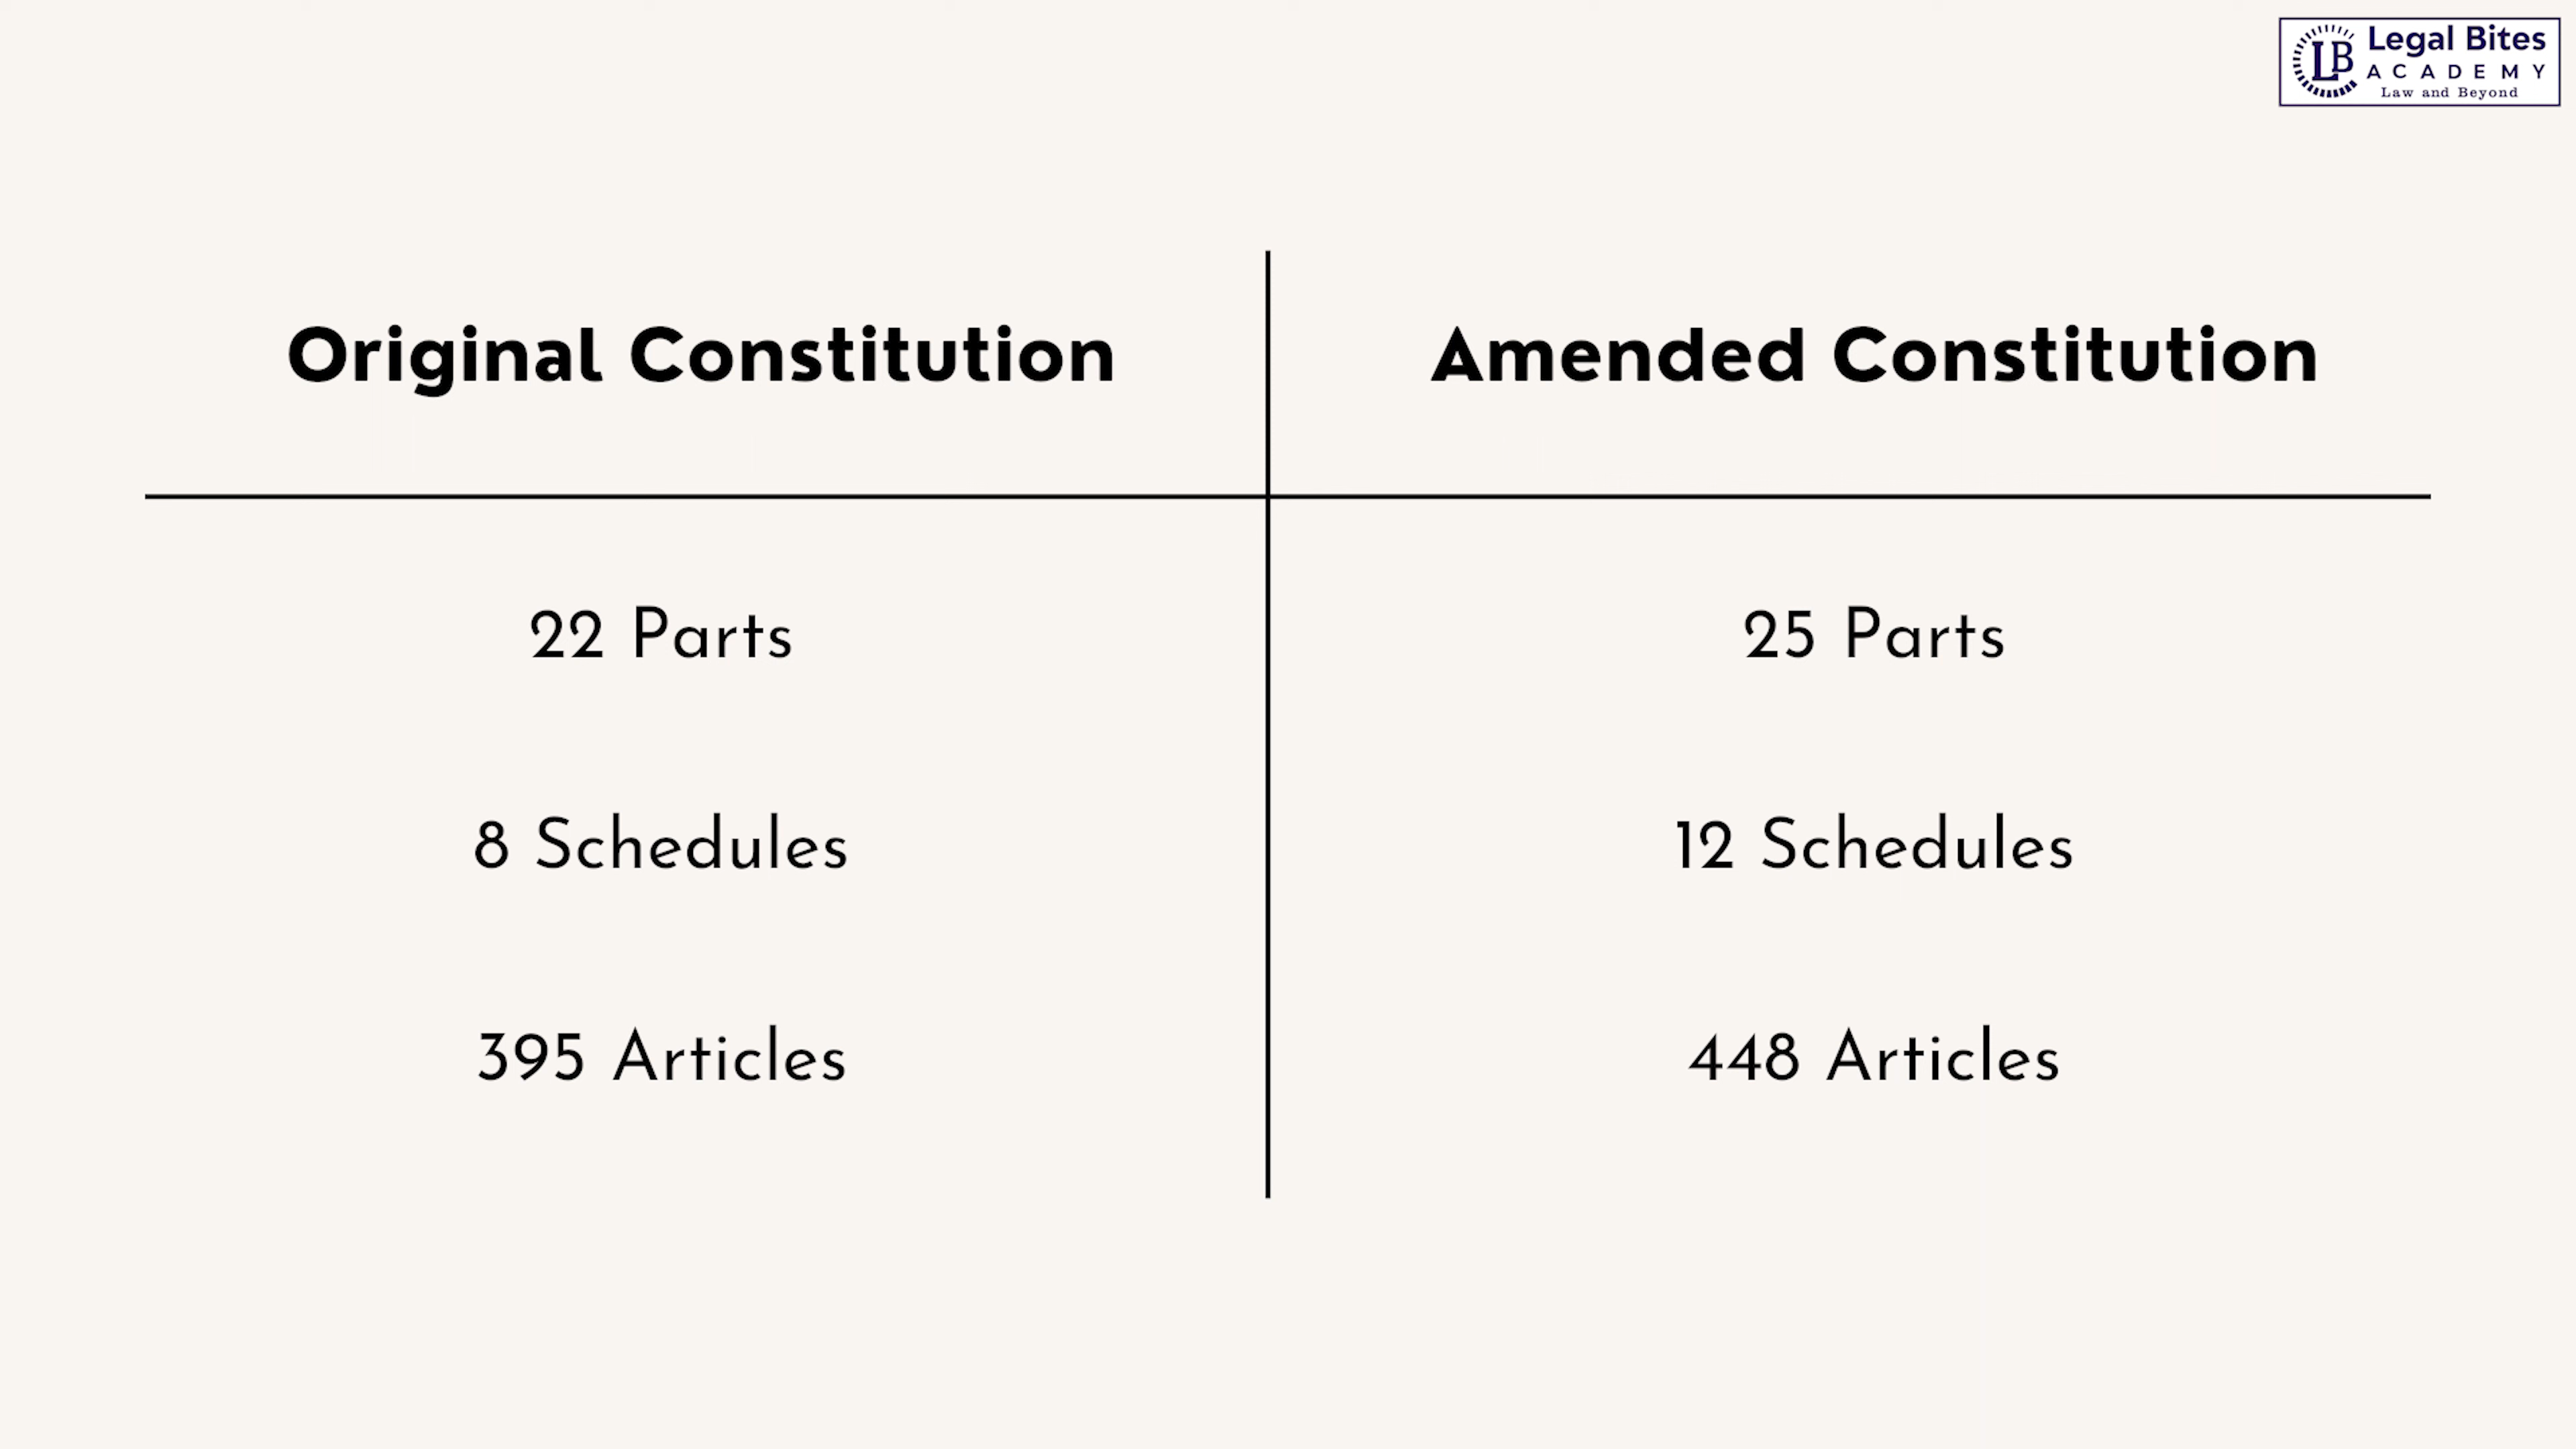 LB
Legal Bites
ACADEMY
Law and Beyond
Original Constitution
Amended Constitution
22 Parts
25 Parts
8 Schedules
12 Schedules
395 Articles
448 Articles